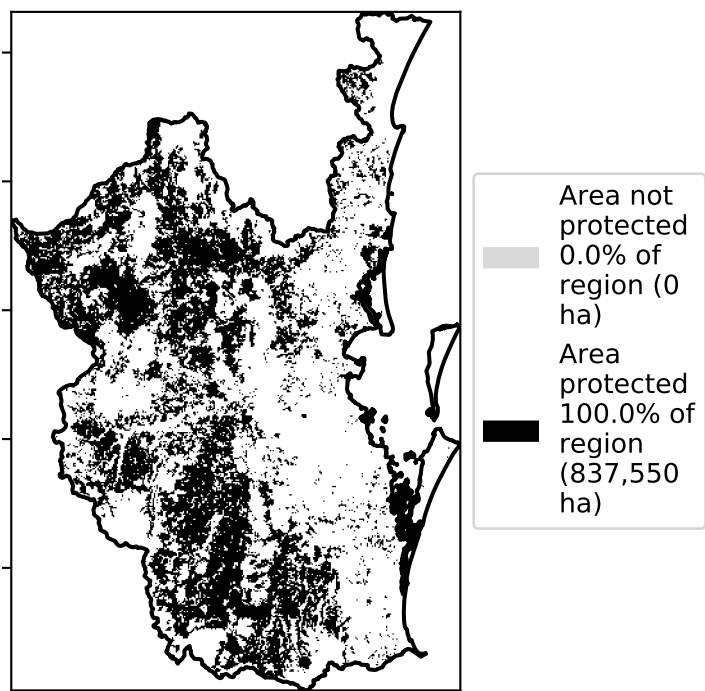 Area not
protected
0.0% of
region (0
ha)
Area
protected
100.0% of
region
(837,550
ha)